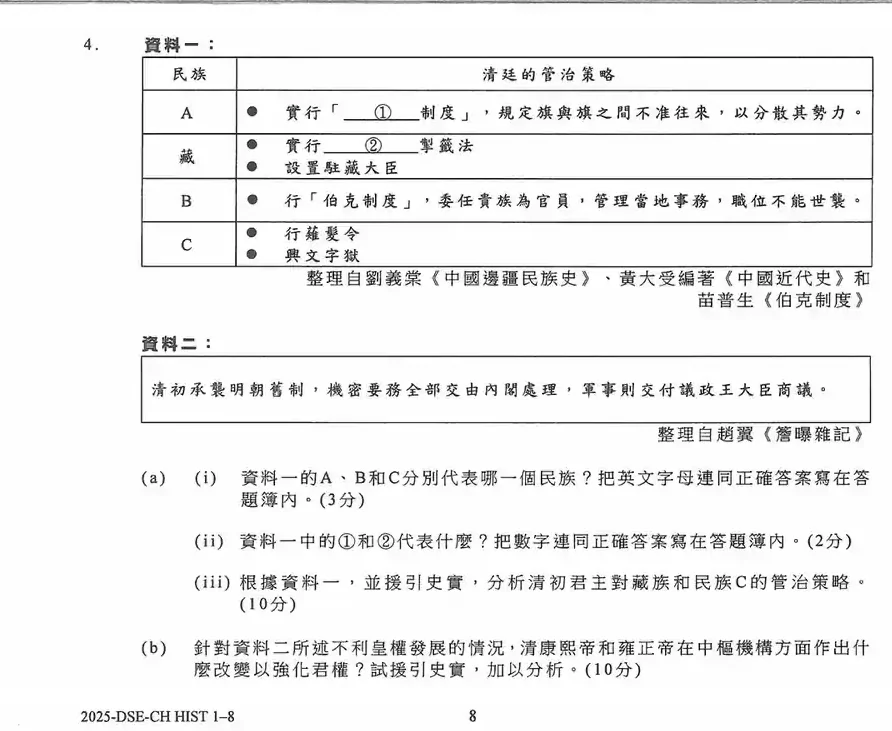 4. 資料一：
民族 清廷的管治策略
A ● 實行「 ① 制度」，規定旗與旗之間不准往來，以分散其勢力。
藏 ● 實行 ② 掣籤法
● 設置駐藏大臣
B ● 行「伯克制度」，委任貴族為官員，管理當地事務，職位不能世襲。
C ● 行薙髮令
● 興文字獄
整理自劉義棠《中國邊疆民族史》、黃大受編著《中國近代史》和
苗普生《伯克制度》
資料二：
清初承襲明朝舊制，機密要務全部交由內閣處理，軍事則交付議政王大臣商議。
整理自趙翼《簷曝雜記》
(a) (i) 資料一的A、B和C分別代表哪一個民族？把英文字母連同正確答案寫在答
題簿內。(3分)
(ii) 資料一中的①和②代表什麼？把數字連同正確答案寫在答題簿內。(2分)
(iii) 根據資料一，並援引史實，分析清初君主對藏族和民族C的管治策略。
(10分)
(b) 針對資料二所述不利皇權發展的情況，清康熙帝和雍正帝在中樞機構方面作出什
麼改變以強化君權？試援引史實，加以分析。(10分)
2025-DSE-CH HIST 1–8 8